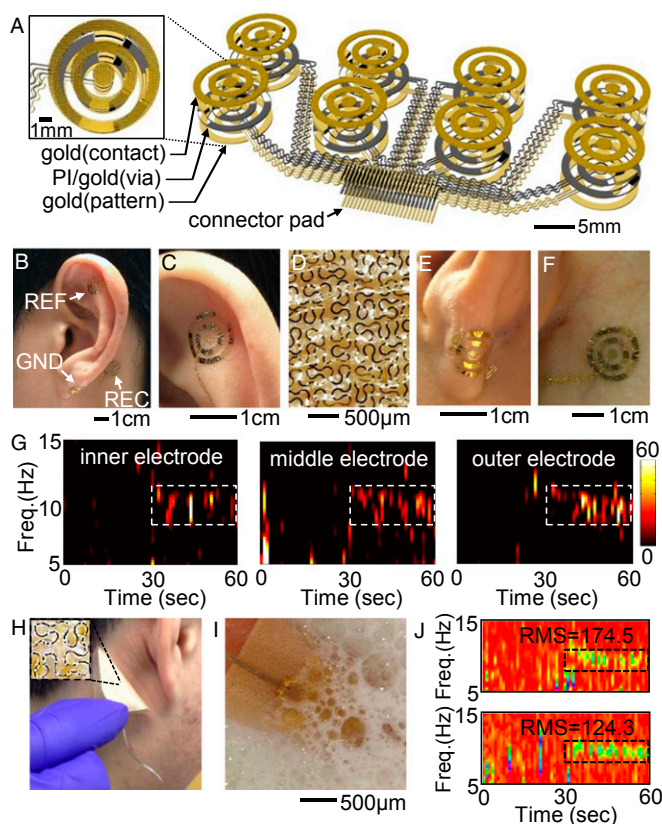 A
1mm
gold(contact)
PI/gold(via)
gold(pattern)
connector pad
5mm
B
REF
GND
REC
1cm
C
1cm
D
500μm
E
1cm
F
1cm
G
Freq.(Hz)
15
10
5
inner electrode
middle electrode
outer electrode
60
0
0 30 60
0 30 60
0 30 60
Time (sec)
Time (sec)
Time (sec)
H
I
500μm
J
Freq.(Hz)
15
5
RMS=174.5
Freq.(Hz)
15
5
RMS=124.3
0 30 60
Time (sec)